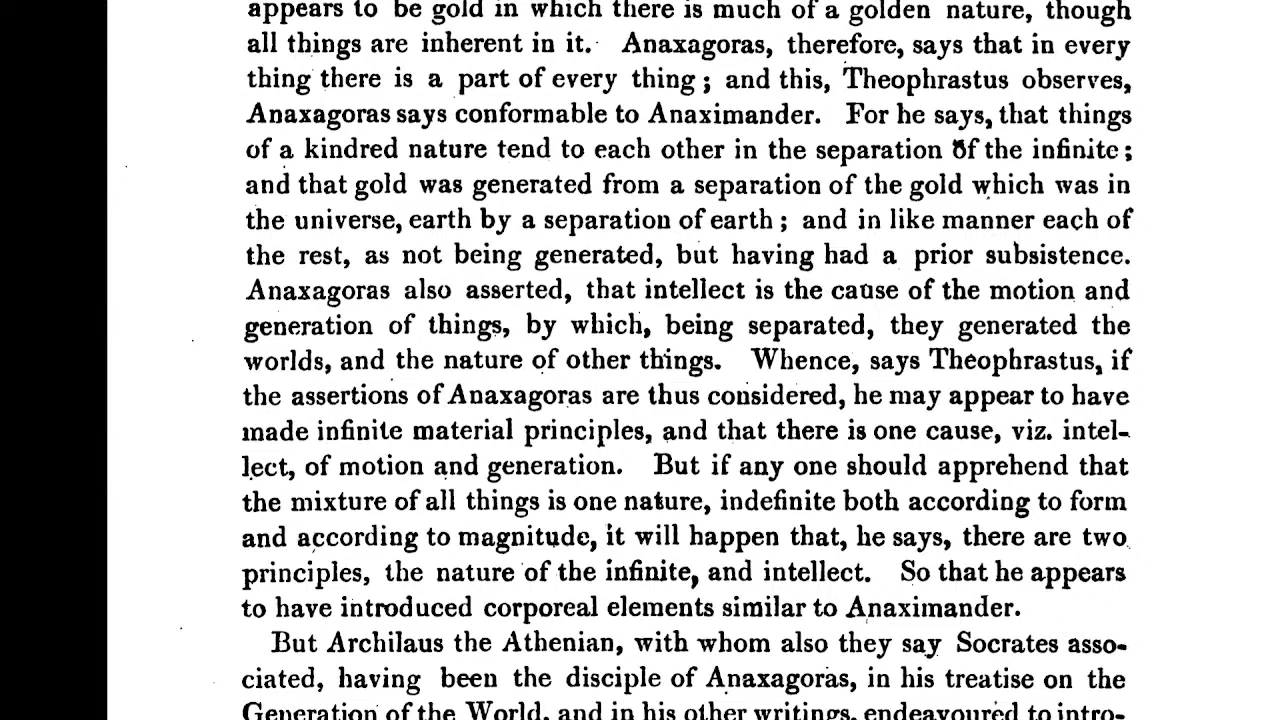 appears to be gold in which there is much of a golden nature, though
all things are inherent in it. Anaxagoras, therefore, says that in every
thing there is a part of every thing; and this, Theophrastus observes,
Anaxagoras says conformable to Anaximander. For he says, that things
of a kindred nature tend to each other in the separation of the infinite;
and that gold was generated from a separation of the gold which was in
the universe, earth by a separation of earth; and in like manner each of
the rest, as not being generated, but having had a prior subsistence.
Anaxagoras also asserted, that intellect is the cause of the motion and
generation of things, by which, being separated, they generated the
worlds, and the nature of other things. Whence, says Theophrastus, if
the assertions of Anaxagoras are thus considered, he may appear to have
made infinite material principles, and that there is one cause, viz. intel-
lect, of motion and generation. But if any one should apprehend that
the mixture of all things is one nature, indefinite both according to form
and according to magnitude, it will happen that, he says, there are two
principles, the nature of the infinite, and intellect. So that he appears
to have introduced corporeal elements similar to Anaximander.
But Archilaus the Athenian, with whom also they say Socrates asso-
ciated, having been the disciple of Anaxagoras, in his treatise on the
Generation of the World, and in his other writings, endeavoured to intro-